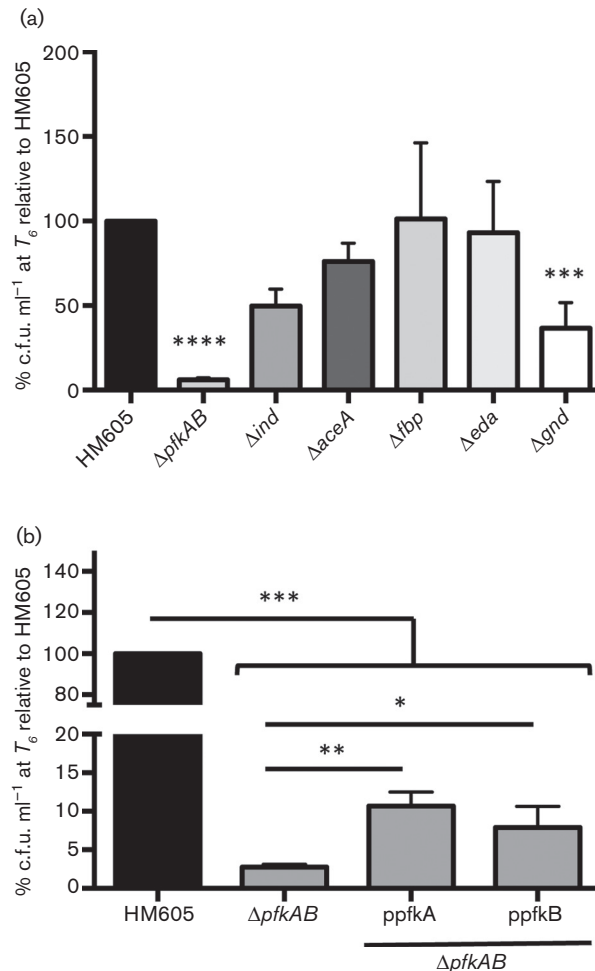 (a)
% c.f.u. ml⁻¹ at T₆ relative to HM605
200
150
100
50
0
****
***
HM605
ΔpfkAB
Δind
ΔaceA
Δfbp
Δeda
Δgnd
(b)
% c.f.u. ml⁻¹ at T₆ relative to HM605
140
120
100
80
20
15
10
5
0
***
*
**
HM605 ΔpfkAB ppfkA ppfkB
ΔpfkAB